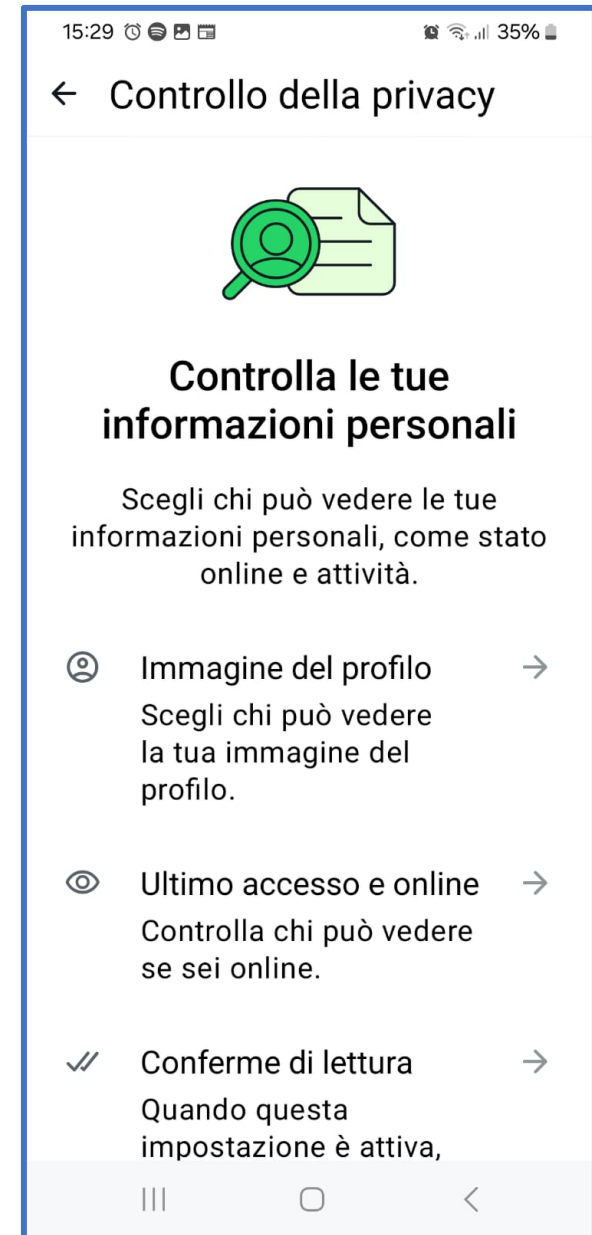 15:29 35%
Controllo della privacy
Controlla le tue
informazioni personali
Scegli chi può vedere le tue
informazioni personali, come stato
online e attività.
Immagine del profilo
Scegli chi può vedere
la tua immagine del
profilo.
Ultimo accesso e online
Controlla chi può vedere
se sei online.
Conferme di lettura
Quando questa
impostazione è attiva,